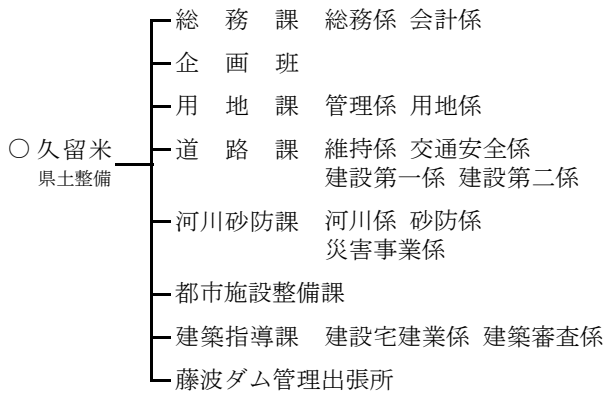 総務課 総務係 会計係
企画班
用地課 管理係 用地係
〇久留米
県土整備
道路課 維持係 交通安全係
建設第一係 建設第二係
河川砂防課 河川係 砂防係
災害事業係
都市施設整備課
建築指導課 建設宅建業係 建築審査係
藤波ダム管理出張所